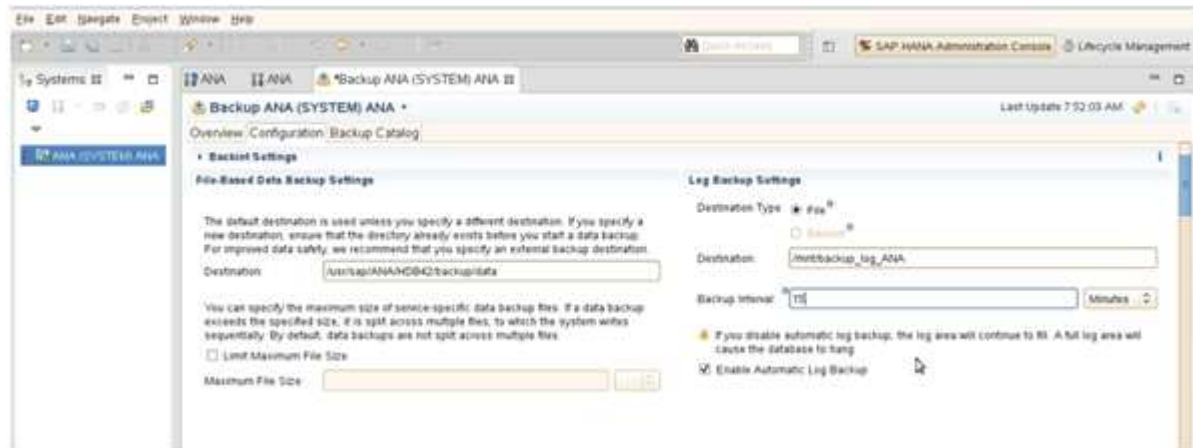 File Edit Navigate Project Window Help
Quick Access
SAP HANA Administration Console
Lifecycle Management
Systems
ANA
ANA
*Backup ANA (SYSTEM) ANA
Backup ANA (SYSTEM) ANA
Last Update 7:52:03 AM
Overview Configuration Backup Catalog
ANA (SYSTEM) ANA
Backint Settings
File-Based Data Backup Settings
The default destination is used unless you specify a different destination. If you specify a
new destination, ensure that the directory already exists before you start a data backup.
For improved data safety, we recommend that you specify an external backup destination.
Destination: /usr/sap/ANA/HDB42/backup/data
You can specify the maximum size of service-specific data backup files. If a data backup
exceeds the specified size, it is split across multiple files, to which the system writes
sequentially. By default, data backups are not split across multiple files.
Limit Maximum File Size
Maximum File Size
Log Backup Settings
Destination Type File
Backint
Destination: /mnt/backup_log_ANA
Backup Interval: 15 Minutes
If you disable automatic log backup, the log area will continue to fill. A full log area will
cause the database to hang
Enable Automatic Log Backup